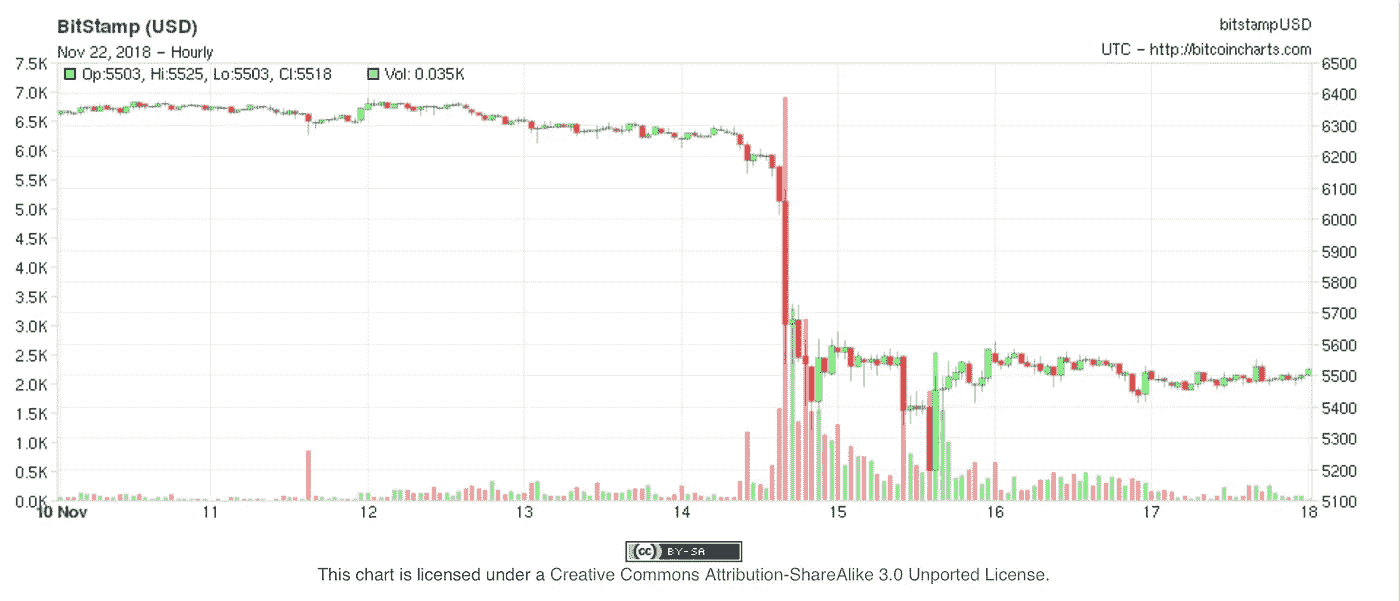 BitStamp (USD)
bitstampUSD
Nov 22, 2018 - Hourly
UTC - http://bitcoincharts.com
Op:5503, Hi:5525, Lo:5503, Cl:5518 Vol: 0.035K
7.5K
7.0K
6.5K
6.0K
5.5K
5.0K
4.5K
4.0K
3.5K
3.0K
2.5K
2.0K
1.5K
1.0K
0.5K
0.0K
6500
6400
6300
6200
6100
6000
5900
5800
5700
5600
5500
5400
5300
5200
5100
10 Nov 11 12 13 14 15 16 17 18
cc BY-SA
This chart is licensed under a Creative Commons Attribution-ShareAlike 3.0 Unported License.